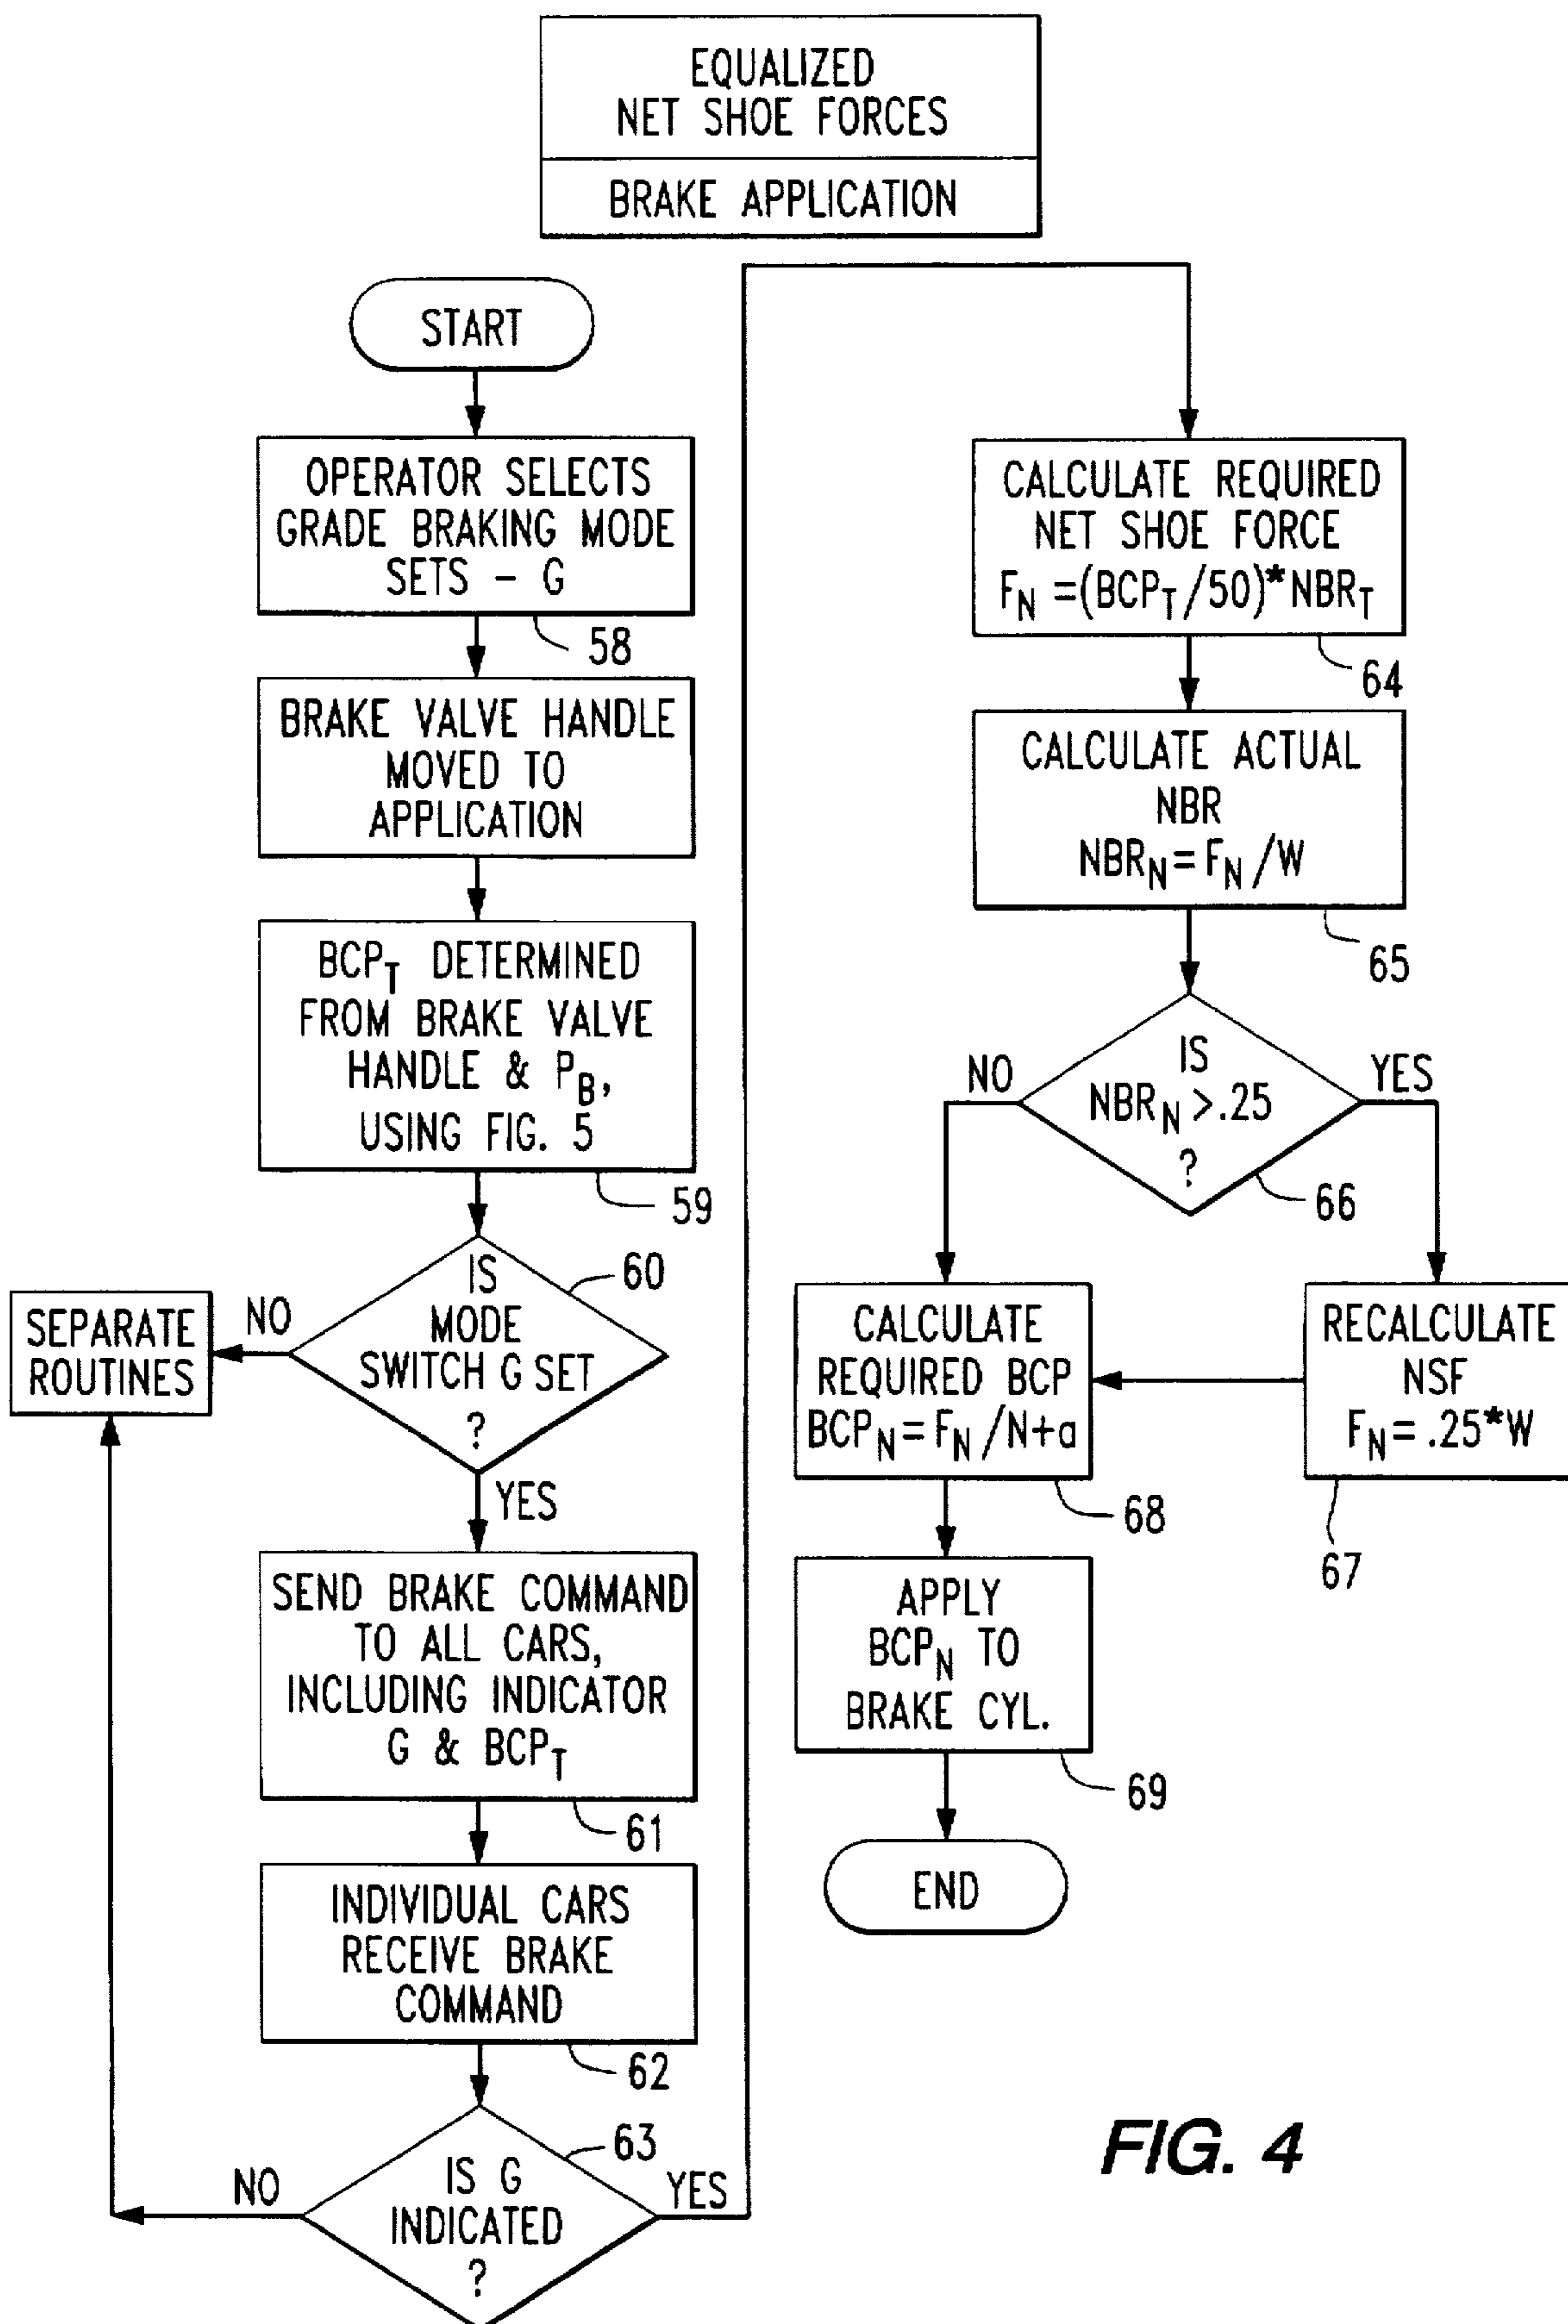 EQUALIZED
NET SHOE FORCES
BRAKE APPLICATION
START
OPERATOR SELECTS
GRADE BRAKING MODE
SETS - G
58
BRAKE VALVE HANDLE
MOVED TO
APPLICATION
BCP_T DETERMINED
FROM BRAKE VALVE
HANDLE & P_B,
USING FIG. 5
59
IS
MODE
SWITCH G SET
?
60
NO
SEPARATE
ROUTINES
YES
SEND BRAKE COMMAND
TO ALL CARS,
INCLUDING INDICATOR
G & BCP_T
61
INDIVIDUAL CARS
RECEIVE BRAKE
COMMAND
62
IS G
INDICATED
?
63
NO
YES
CALCULATE REQUIRED
NET SHOE FORCE
F_N =(BCP_T/50)*NBR_T
64
CALCULATE ACTUAL
NBR
NBR_N=F_N/W
65
IS
NBR_N>.25
?
66
NO
YES
RECALCULATE
NSF
F_N=.25*W
67
CALCULATE
REQUIRED BCP
BCP_N=F_N/N+a
68
APPLY
BCP_N TO
BRAKE CYL.
69
END
FIG. 4